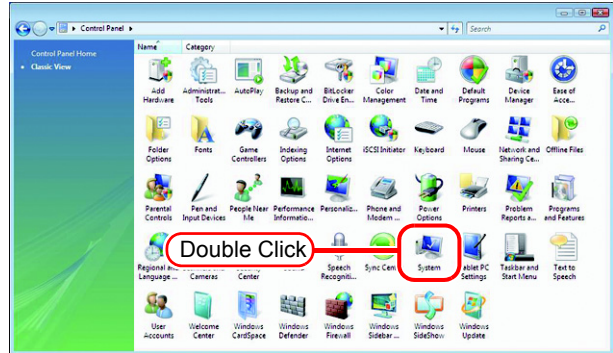 Control Panel
Search
Control Panel Home
Classic View
Name Category
Add Hardware
Administrat... Tools
AutoPlay
Backup and Restore C...
BitLocker Drive En...
Color Management
Date and Time
Default Programs
Device Manager
Ease of Acce...
Folder Options
Fonts
Game Controllers
Indexing Options
Internet Options
iSCSI Initiator
Keyboard
Mouse
Network and Sharing Ce...
Offline Files
Parental Controls
Pen and Input Devices
People Near Me
Performance Informatio...
Personaliz...
Phone and Modem ...
Power Options
Printers
Problem Reports a...
Programs and Features
Double Click
Regional an
Language ...
Cameras
Center
Speech Recogniti...
Sync Cen
System
ablet PC Settings
Taskbar and Start Menu
Text to Speech
User Accounts
Welcome Center
Windows CardSpace
Windows Defender
Windows Firewall
Windows Sidebar ...
Windows SideShow
Windows Update